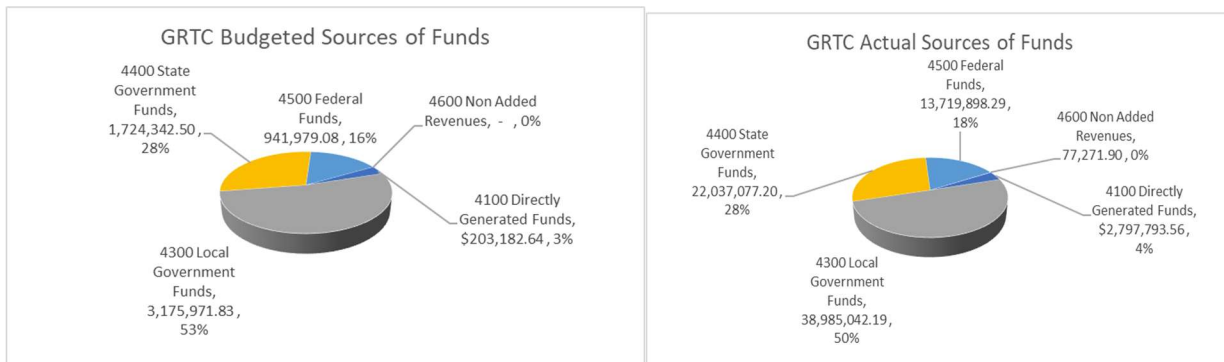 GRTC Budgeted Sources of Funds
4400 State
Government
Funds,
1,724,342.50 ,
28%
4500 Federal
Funds,
941,979.08 , 16%
4600 Non Added
Revenues, - , 0%
4100 Directly
Generated Funds,
$203,182.64 , 3%
4300 Local
Government
Funds,
3,175,971.83 ,
53%
GRTC Actual Sources of Funds
4500 Federal
Funds,
13,719,898.29 ,
18%
4600 Non Added
Revenues,
77,271.90 , 0%
4400 State
Government
Funds,
22,037,077.20 ,
28%
4100 Directly
Generated Funds,
$2,797,793.56 ,
4%
4300 Local
Government
Funds,
38,985,042.19 ,
50%